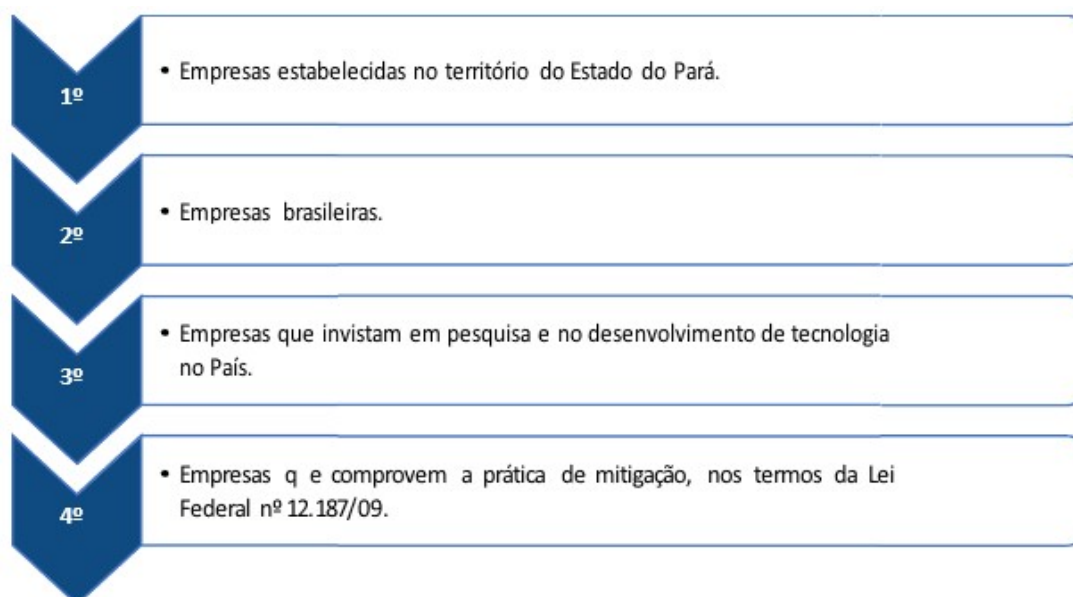 1º
• Empresas estabelecidas no território do Estado do Pará.
2º
• Empresas brasileiras.
3º
• Empresas que invistam em pesquisa e no desenvolvimento de tecnologia
no País.
4º
• Empresas q e comprovem a prática de mitigação, nos termos da Lei
Federal nº 12.187/09.